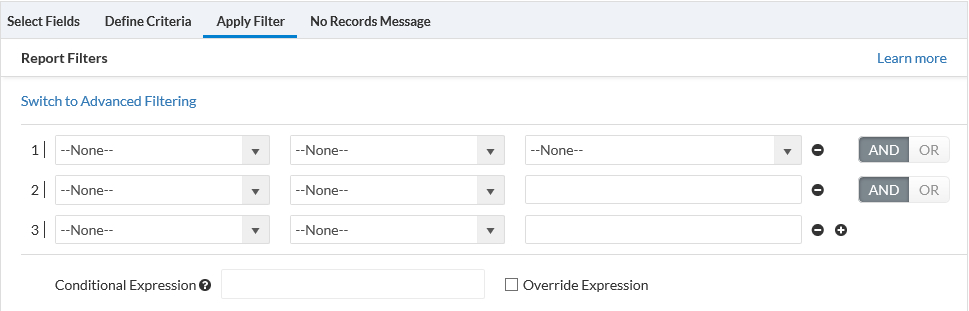 Select Fields Define Criteria Apply Filter No Records Message
Report Filters Learn more
Switch to Advanced Filtering
1 | --None-- --None-- --None-- AND OR
2 | --None-- --None-- AND OR
3 | --None-- --None--
Conditional Expression ? Override Expression